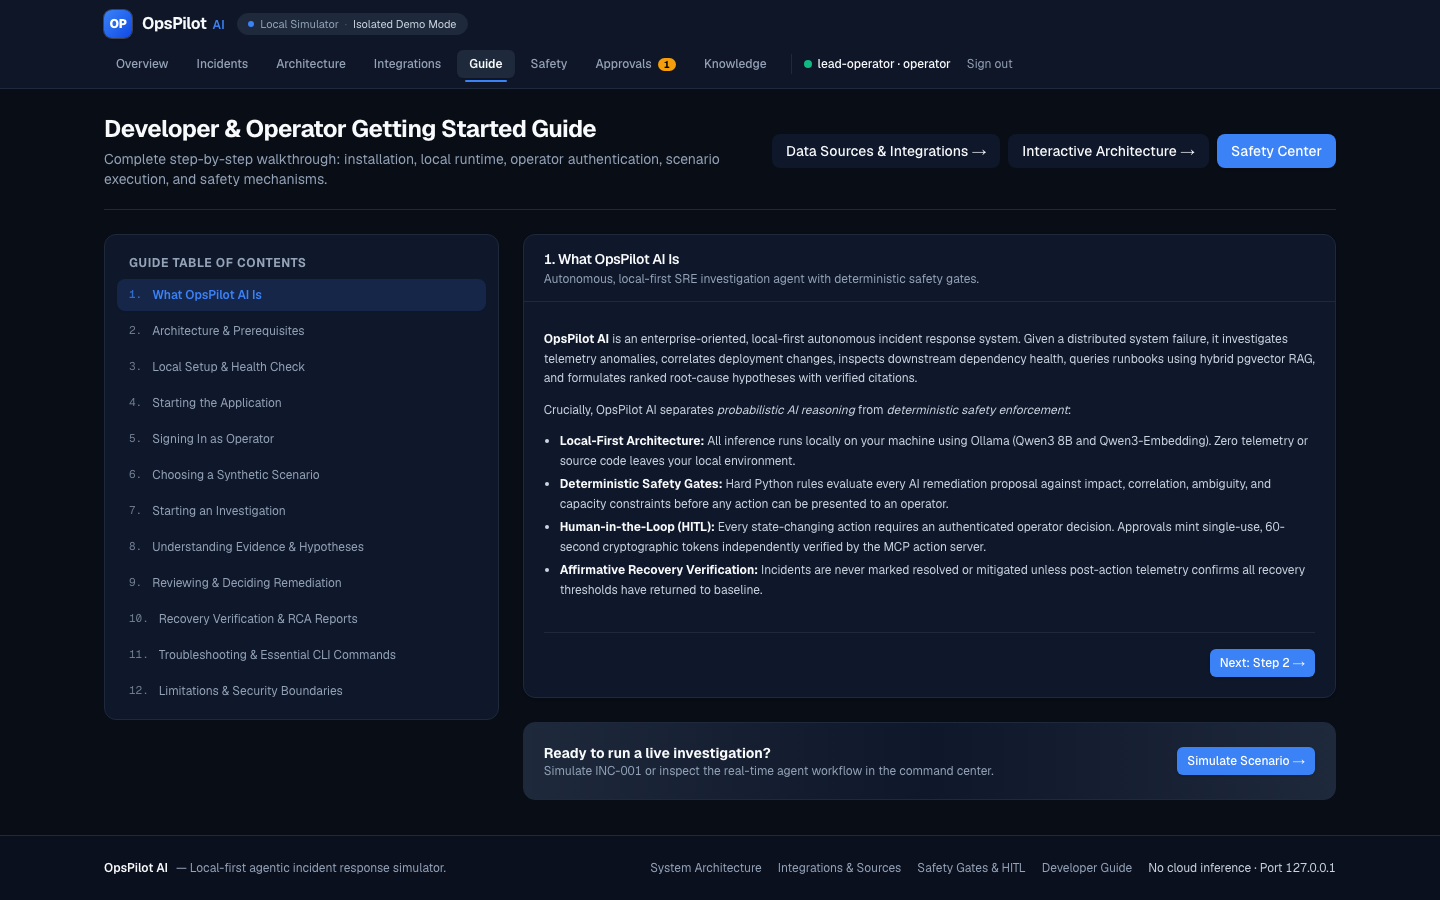 OP OpsPilot AI Local Simulator · Isolated Demo Mode
Overview Incidents Architecture Integrations Guide Safety Approvals 1 Knowledge lead-operator · operator Sign out
Developer & Operator Getting Started Guide
Complete step-by-step walkthrough: installation, local runtime, operator authentication, scenario
execution, and safety mechanisms.
Data Sources & Integrations → Interactive Architecture → Safety Center
GUIDE TABLE OF CONTENTS
1. What OpsPilot AI Is
2. Architecture & Prerequisites
3. Local Setup & Health Check
4. Starting the Application
5. Signing In as Operator
6. Choosing a Synthetic Scenario
7. Starting an Investigation
8. Understanding Evidence & Hypotheses
9. Reviewing & Deciding Remediation
10. Recovery Verification & RCA Reports
11. Troubleshooting & Essential CLI Commands
12. Limitations & Security Boundaries
1. What OpsPilot AI Is
Autonomous, local-first SRE investigation agent with deterministic safety gates.
OpsPilot AI is an enterprise-oriented, local-first autonomous incident response system. Given a distributed system failure, it investigates
telemetry anomalies, correlates deployment changes, inspects downstream dependency health, queries runbooks using hybrid pgvector RAG,
and formulates ranked root-cause hypotheses with verified citations.
Crucially, OpsPilot AI separates probabilistic AI reasoning from deterministic safety enforcement:
• Local-First Architecture: All inference runs locally on your machine using Ollama (Qwen3 8B and Qwen3-Embedding). Zero telemetry or
source code leaves your local environment.
• Deterministic Safety Gates: Hard Python rules evaluate every AI remediation proposal against impact, correlation, ambiguity, and
capacity constraints before any action can be presented to an operator.
• Human-in-the-Loop (HITL): Every state-changing action requires an authenticated operator decision. Approvals mint single-use, 60-
second cryptographic tokens independently verified by the MCP action server.
• Affirmative Recovery Verification: Incidents are never marked resolved or mitigated unless post-action telemetry confirms all recovery
thresholds have returned to baseline.
Next: Step 2 →
Ready to run a live investigation?
Simulate INC-001 or inspect the real-time agent workflow in the command center.
Simulate Scenario →
OpsPilot AI — Local-first agentic incident response simulator.
System Architecture Integrations & Sources Safety Gates & HITL Developer Guide No cloud inference · Port 127.0.0.1